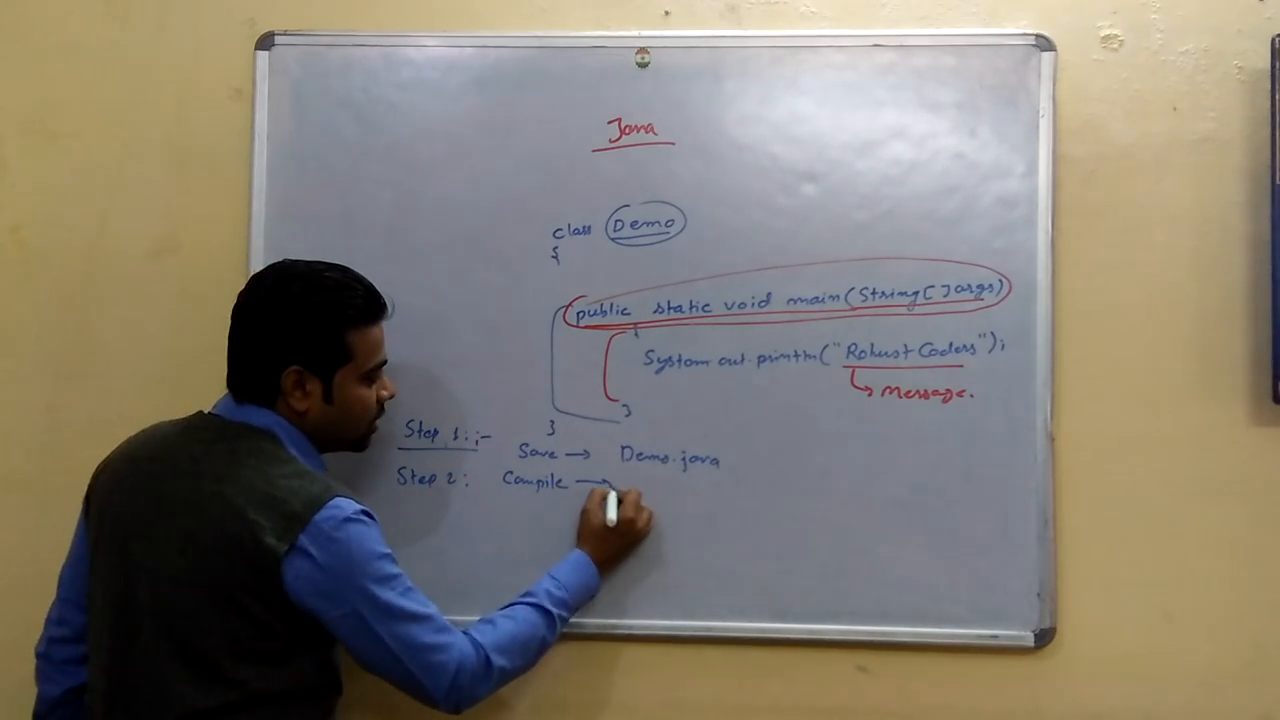 Java
class Demo
{
public static void main(String[]args)
{
System.out.println("Robust Coders");
message.
}
}
Step 1:;-
Save → Demo.java
Step 2: Compile →